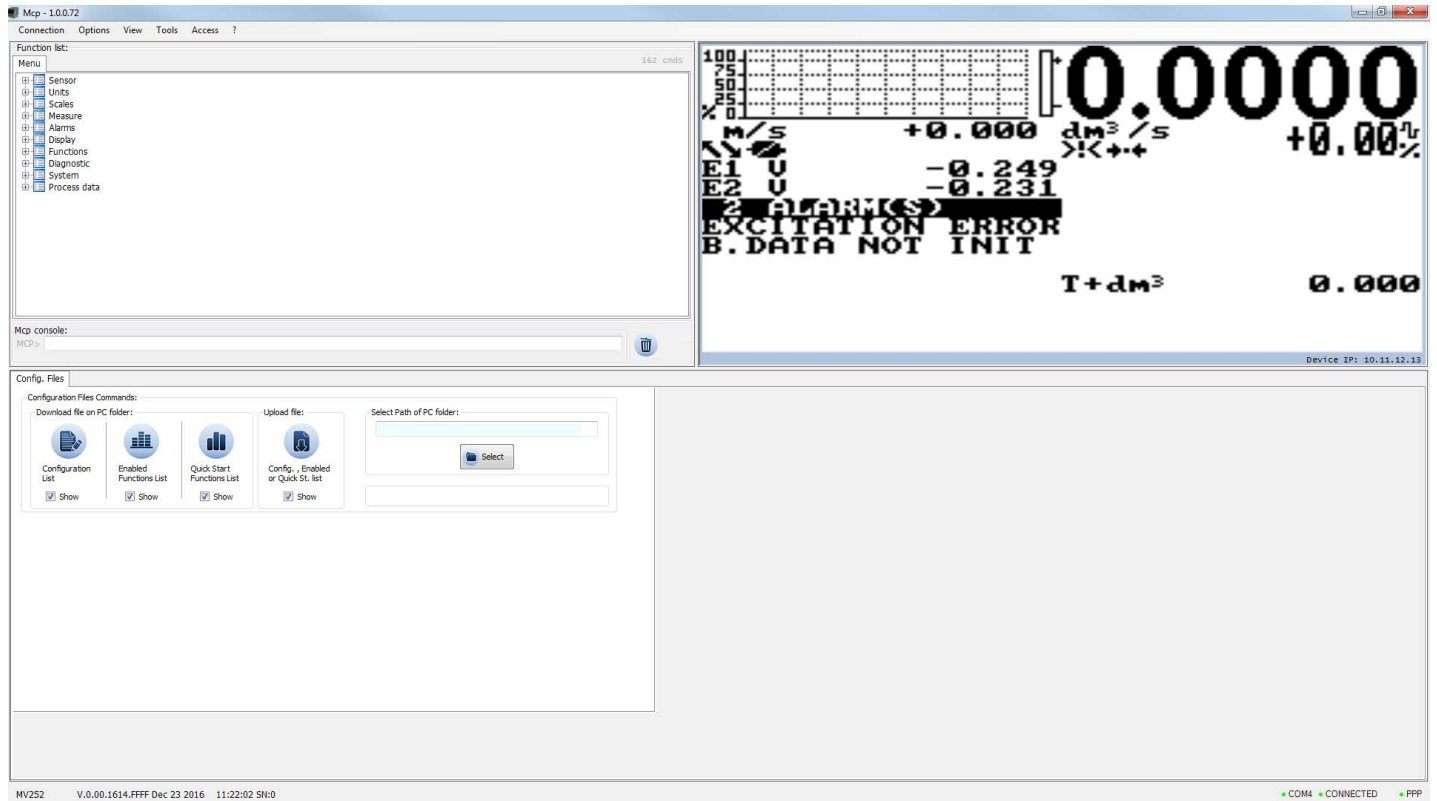 Mcp - 1.0.0.72
Connection Options View Tools Access ?
Function list:
Menu
162 cmds
Sensor
Units
Scales
Measure
Alarms
Display
Functions
Diagnostic
System
Process data
Mcp console:
MCP>
100
75
50
25
% 0
+
-
0.0000
m/s +0.000 dm³/s +0.00%
>!<
E1 V -0.249
E2 V -0.231
2 ALARM(S)
EXCITATION ERROR
B.DATA NOT INIT
T+dm³ 0.000
Device IP: 10.11.12.13
Config. Files
Configuration Files Commands:
Download file on PC folder:
Configuration
List
Show
Enabled
Functions List
Show
Quick Start
Functions List
Show
Upload file:
Config. , Enabled
or Quick St. list
Show
Select Path of PC folder:
Select
MV252 V.0.00.1614.FFFF Dec 23 2016 11:22:02 SN:0
COM4 CONNECTED PPP